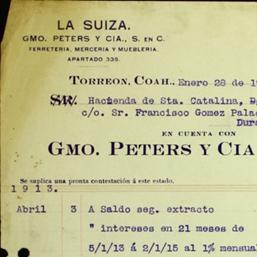 LA SUIZA.
GMO. PETERS Y CIA., S. EN C.
FERRETERIA, MERCERIA Y MUEBLERIA.
APARTADO 335.
TORREON, COAH., Enero 28 de 1
SR. Hacienda de Sta. Catalina,
c/o. Sr. Francisco Gomez Palac
Dura
EN CUENTA CON
GMO. PETERS Y CIA
Se suplica una pronta contestación á este estado.
1913.
Abril 3 A Saldo seg. extracto
" intereses en 21 meses de
5/1/13 á 2/1/15 al 1% mensual